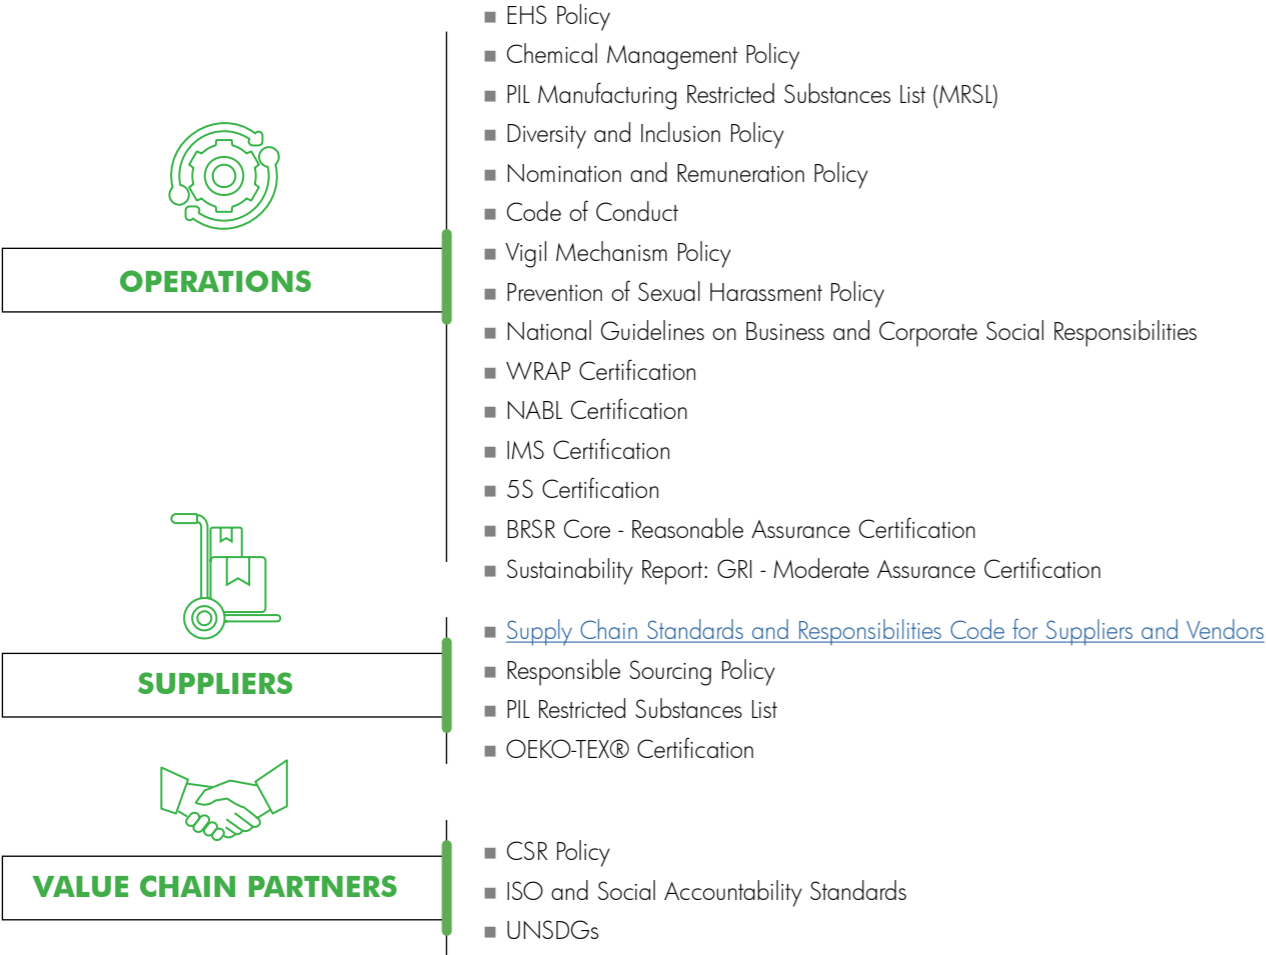 OPERATIONS
EHS Policy
Chemical Management Policy
PIL Manufacturing Restricted Substances List (MRSL)
Diversity and Inclusion Policy
Nomination and Remuneration Policy
Code of Conduct
Vigil Mechanism Policy
Prevention of Sexual Harassment Policy
National Guidelines on Business and Corporate Social Responsibilities
WRAP Certification
NABL Certification
IMS Certification
5S Certification
BRSR Core - Reasonable Assurance Certification
Sustainability Report: GRI - Moderate Assurance Certification
SUPPLIERS
Supply Chain Standards and Responsibilities Code for Suppliers and Vendors
Responsible Sourcing Policy
PIL Restricted Substances List
OEKO-TEX® Certification
VALUE CHAIN PARTNERS
CSR Policy
ISO and Social Accountability Standards
UNSDGs